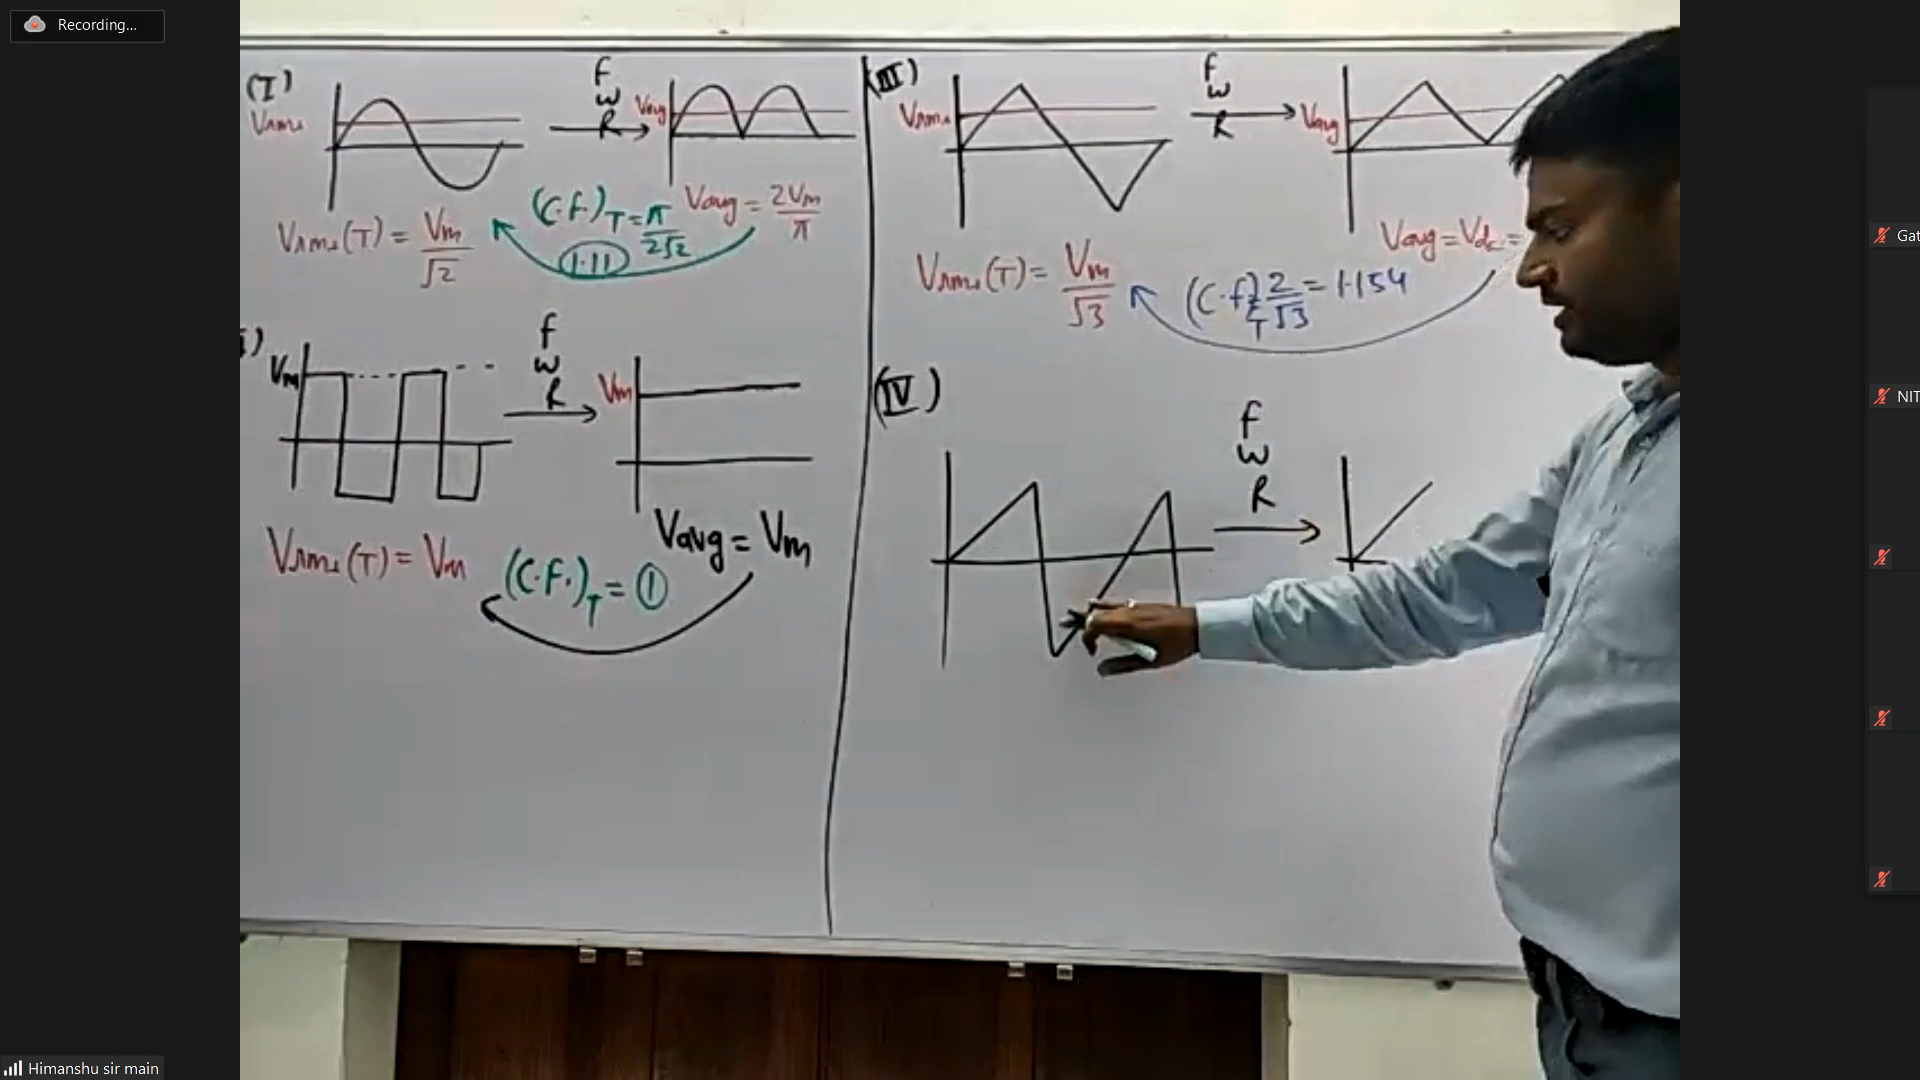 Recording...
(I)
Vrms
F
W
R
Vavg
Vrms(T) = Vm/√2
(C.F.)T = π/2√2
1.11
Vavg = 2Vm/π
Vm
F
W
R
Vm
Vrms(T) = Vm
(C.F.)T = 1
Vavg = Vm
(III)
Vrms
F
W
R
Vavg
Vrms(T) = Vm/√3
(C.F)T = 2/√3 = 1.154
Vavg = Vdc =
(IV)
F
W
R
Gat
NIT
Himanshu sir main